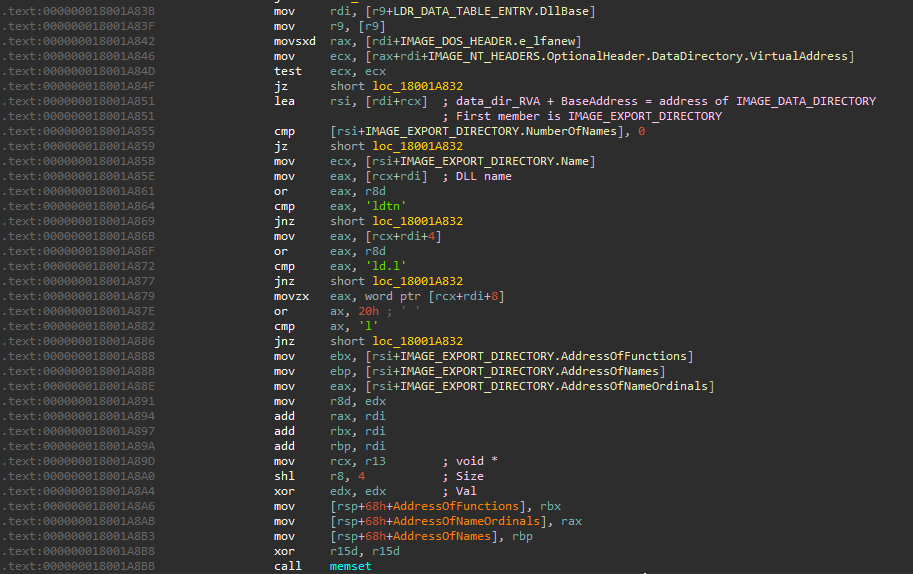 .text:000000018001A83B mov rdi, [r9+LDR_DATA_TABLE_ENTRY.DllBase]
.text:000000018001A83F mov r9, [r9]
.text:000000018001A842 movsxd rax, [rdi+IMAGE_DOS_HEADER.e_lfanew]
.text:000000018001A846 mov ecx, [rax+rdi+IMAGE_NT_HEADERS.OptionalHeader.DataDirectory.VirtualAddress]
.text:000000018001A84D test ecx, ecx
.text:000000018001A84F jz short loc_18001A832
.text:000000018001A851 lea rsi, [rdi+rcx] ; data_dir_RVA + BaseAddress = address of IMAGE_DATA_DIRECTORY
.text:000000018001A851 ; First member is IMAGE_EXPORT_DIRECTORY
.text:000000018001A855 cmp [rsi+IMAGE_EXPORT_DIRECTORY.NumberOfNames], 0
.text:000000018001A859 jz short loc_18001A832
.text:000000018001A85B mov ecx, [rsi+IMAGE_EXPORT_DIRECTORY.Name]
.text:000000018001A85E mov eax, [rcx+rdi] ; DLL name
.text:000000018001A861 or eax, r8d
.text:000000018001A864 cmp eax, 'ldtn'
.text:000000018001A869 jnz short loc_18001A832
.text:000000018001A86B mov eax, [rcx+rdi+4]
.text:000000018001A86F or eax, r8d
.text:000000018001A872 cmp eax, 'ld.l'
.text:000000018001A877 jnz short loc_18001A832
.text:000000018001A879 movzx eax, word ptr [rcx+rdi+8]
.text:000000018001A87E or ax, 20h ; ' '
.text:000000018001A882 cmp ax, 'l'
.text:000000018001A886 jnz short loc_18001A832
.text:000000018001A888 mov ebx, [rsi+IMAGE_EXPORT_DIRECTORY.AddressOfFunctions]
.text:000000018001A88B mov ebp, [rsi+IMAGE_EXPORT_DIRECTORY.AddressOfNames]
.text:000000018001A88E mov eax, [rsi+IMAGE_EXPORT_DIRECTORY.AddressOfNameOrdinals]
.text:000000018001A891 mov r8d, edx
.text:000000018001A894 add rax, rdi
.text:000000018001A897 add rbx, rdi
.text:000000018001A89A add rbp, rdi
.text:000000018001A89D mov rcx, r13 ; void *
.text:000000018001A8A0 shl r8, 4 ; Size
.text:000000018001A8A4 xor edx, edx ; Val
.text:000000018001A8A6 mov [rsp+68h+AddressOfFunctions], rbx
.text:000000018001A8AB mov [rsp+68h+AddressOfNameOrdinals], rax
.text:000000018001A8B3 mov [rsp+68h+AddressOfNames], rbp
.text:000000018001A8B8 xor r15d, r15d
.text:000000018001A8BB call memset